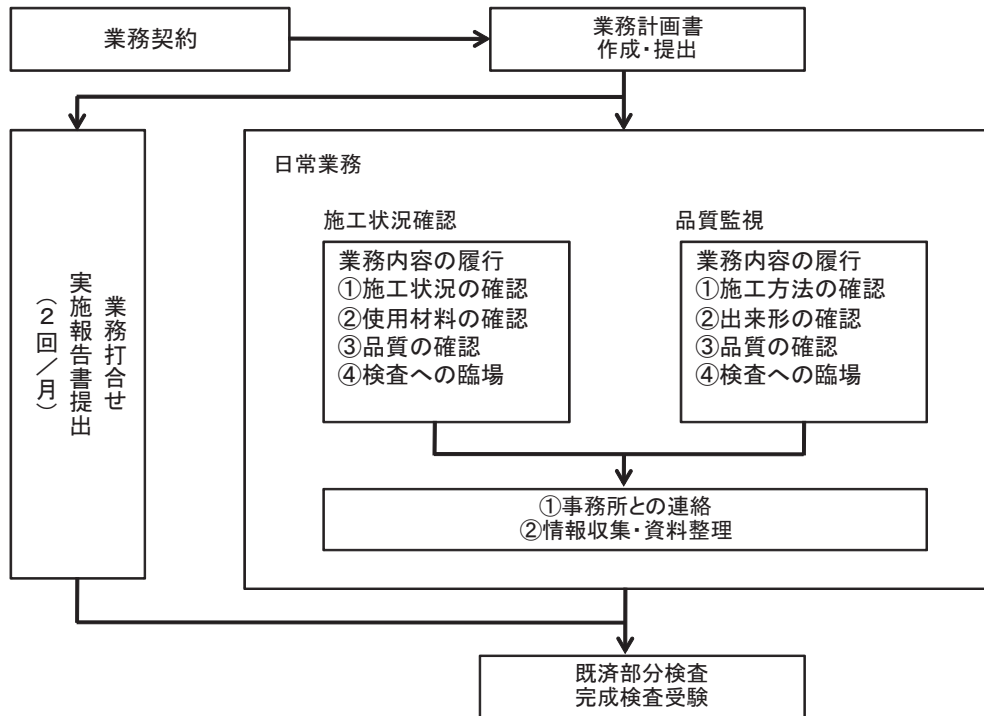 業務契約
業務計画書
作成・提出
業務打合せ
実施報告書提出
（２回／月）
日常業務
施工状況確認
業務内容の履行
①施工状況の確認
②使用材料の確認
③品質の確認
④検査への臨場
品質監視
業務内容の履行
①施工方法の確認
②出来形の確認
③品質の確認
④検査への臨場
①事務所との連絡
②情報収集・資料整理
既済部分検査
完成検査受験